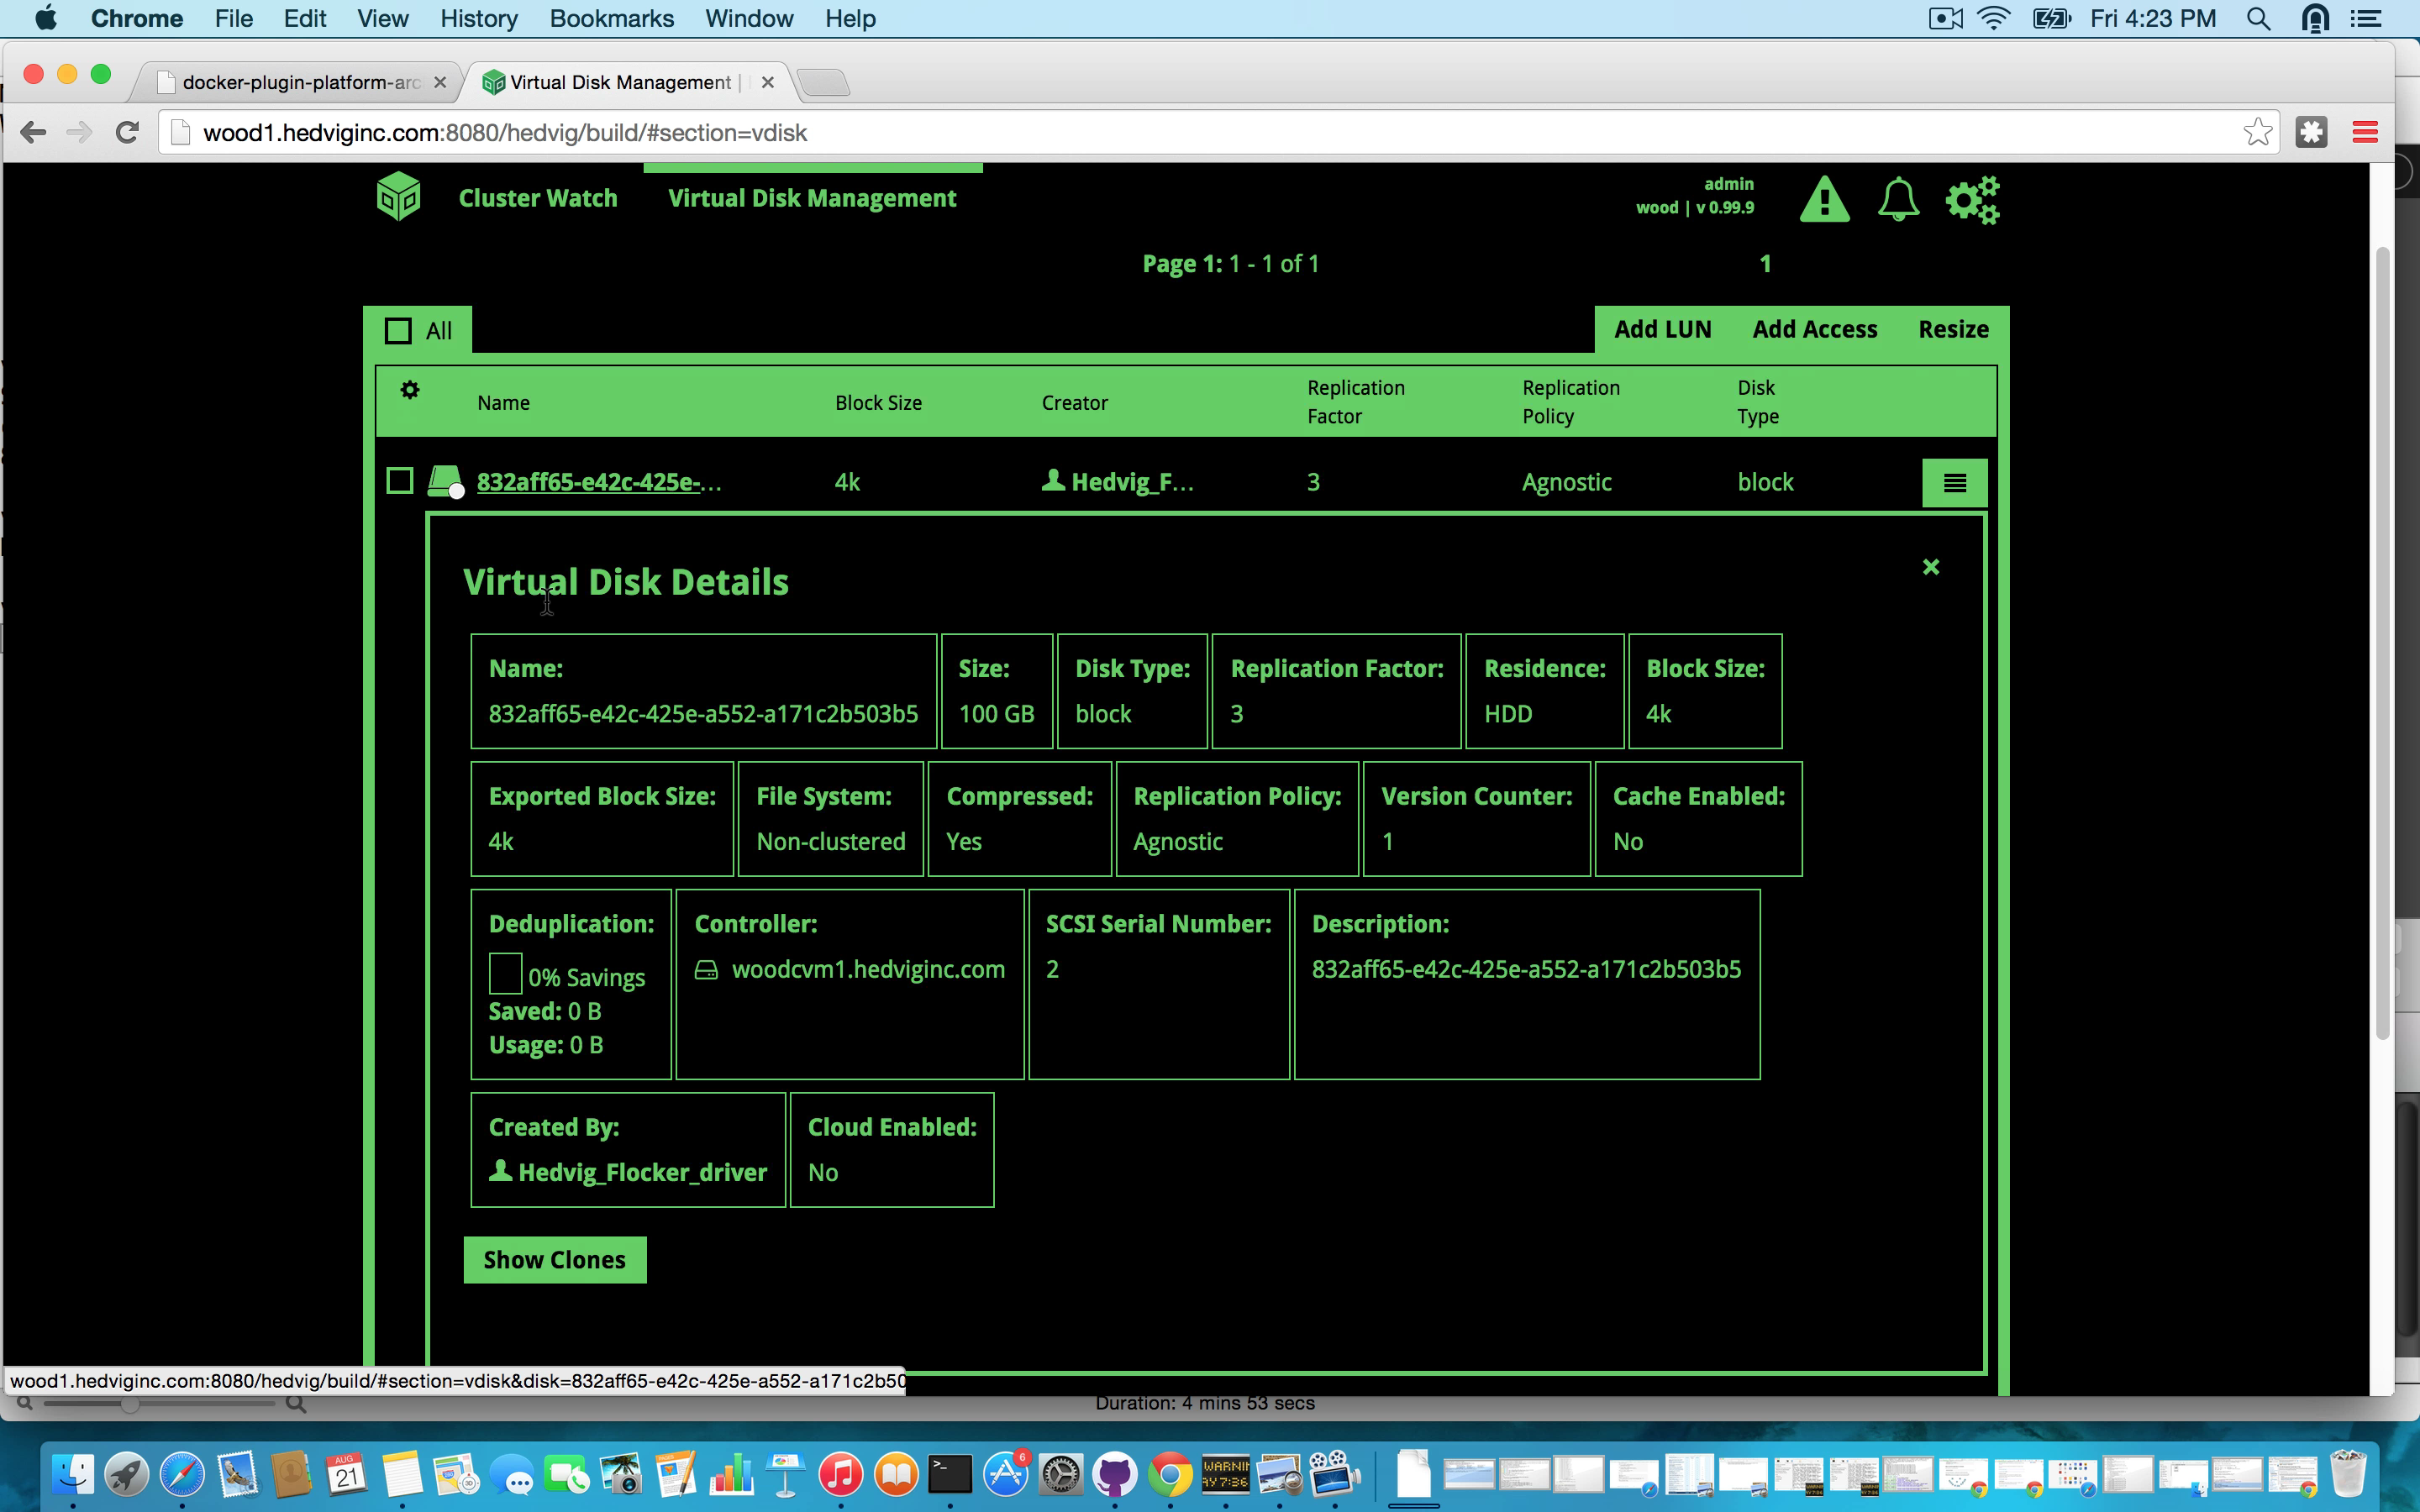 Chrome File Edit View History Bookmarks Window Help Fri 4:23 PM
docker-plugin-platform-arc Virtual Disk Management |
wood1.hedviginc.com:8080/hedvig/build/#section=vdisk
Cluster Watch Virtual Disk Management
admin
wood | v 0.99.9
Page 1: 1 - 1 of 1 1
All Add LUN Add Access Resize
Name Block Size Creator Replication Factor Replication Policy Disk Type
832aff65-e42c-425e-... 4k Hedvig_F... 3 Agnostic block
Virtual Disk Details
Name: Size: Disk Type: Replication Factor: Residence: Block Size:
832aff65-e42c-425e-a552-a171c2b503b5 100 GB block 3 HDD 4k
Exported Block Size: File System: Compressed: Replication Policy: Version Counter: Cache Enabled:
4k Non-clustered Yes Agnostic 1 No
Deduplication: Controller: SCSI Serial Number: Description:
0% Savings woodcvm1.hedviginc.com 2 832aff65-e42c-425e-a552-a171c2b503b5
Saved: 0 B
Usage: 0 B
Created By: Cloud Enabled:
Hedvig_Flocker_driver No
Show Clones
wood1.hedviginc.com:8080/hedvig/build/#section=vdisk&disk=832aff65-e42c-425e-a552-a171c2b50
Duration: 4 mins 53 secs
AUG
21
6